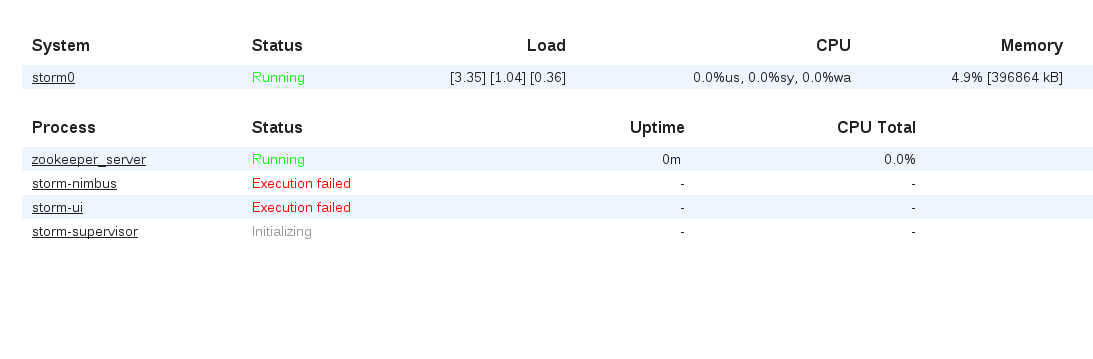 System Status Load CPU Memory
storm0 Running [3.35] [1.04] [0.36] 0.0%us, 0.0%sy, 0.0%wa 4.9% [396864 kB]
Process Status Uptime CPU Total
zookeeper_server Running 0m 0.0%
storm-nimbus Execution failed - -
storm-ui Execution failed - -
storm-supervisor Initializing - -